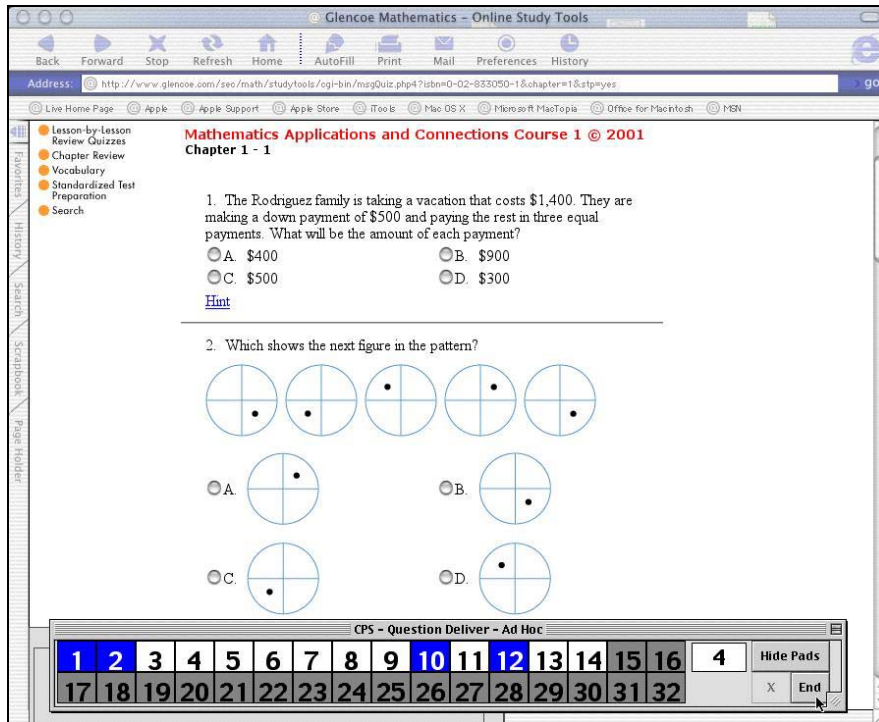 Glencoe Mathematics - Online Study Tools
Back Forward Stop Refresh Home AutoFill Print Mail Preferences History
Address: http://www.glencoe.com/sec/math/studytools/cgi-bin/msgQuiz.php4?isbn=0-02-833050-1&chapter=1&stp=yes go
Live Home Page Apple Apple Support Apple Store iTools Mac OS X Microsoft MacTopia Office for Macintosh MSN
Favorites
History
Search
Scrapbook
Page Holder
Lesson-by-Lesson
Review Quizzes
Chapter Review
Vocabulary
Standardized Test
Preparation
Search
Mathematics Applications and Connections Course 1 © 2001
Chapter 1 - 1
1. The Rodriguez family is taking a vacation that costs $1,400. They are
making a down payment of $500 and paying the rest in three equal
payments. What will be the amount of each payment?
A. $400 B. $900
C. $500 D. $300
Hint
2. Which shows the next figure in the pattern?
A. B.
C. D.
CPS - Question Deliver - Ad Hoc
1 2 3 4 5 6 7 8 9 10 11 12 13 14 15 16 4 Hide Pads
17 18 19 20 21 22 23 24 25 26 27 28 29 30 31 32 X End